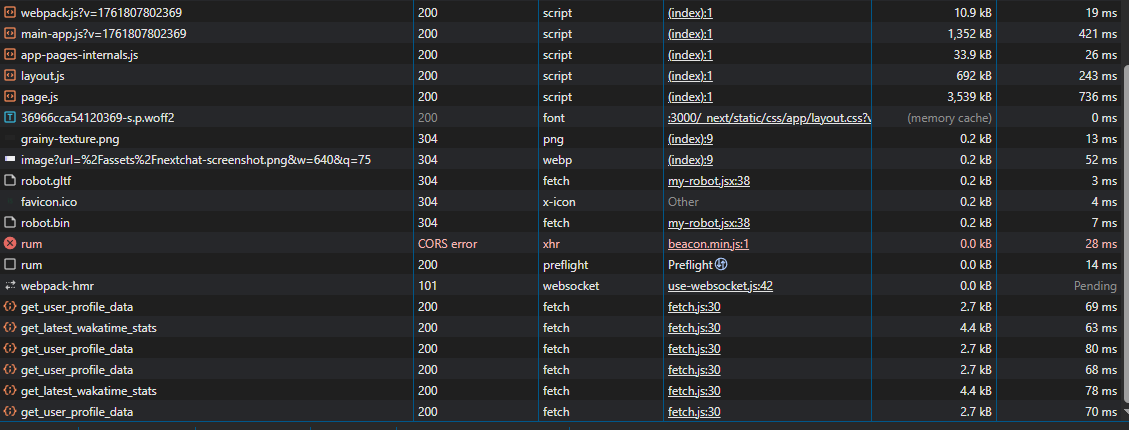 webpack.js?v=1761807802369 200 script (index):1 10.9 kB 19 ms
main-app.js?v=1761807802369 200 script (index):1 1,352 kB 421 ms
app-pages-internals.js 200 script (index):1 33.9 kB 26 ms
layout.js 200 script (index):1 692 kB 243 ms
page.js 200 script (index):1 3,539 kB 736 ms
36966cca54120369-s.p.woff2 200 font :3000/_next/static/css/app/layout.css?v (memory cache) 0 ms
grainy-texture.png 304 png (index):9 0.2 kB 13 ms
image?url=%2Fassets%2Fnextchat-screenshot.png&w=640&q=75 304 webp (index):9 0.2 kB 52 ms
robot.gltf 304 fetch my-robot.jsx:38 0.2 kB 3 ms
favicon.ico 304 x-icon Other 0.2 kB 4 ms
robot.bin 304 fetch my-robot.jsx:38 0.2 kB 7 ms
rum CORS error xhr beacon.min.js:1 0.0 kB 28 ms
rum 200 preflight Preflight 0.0 kB 14 ms
webpack-hmr 101 websocket use-websocket.js:42 0.0 kB Pending
get_user_profile_data 200 fetch fetch.js:30 2.7 kB 69 ms
get_latest_wakatime_stats 200 fetch fetch.js:30 4.4 kB 63 ms
get_user_profile_data 200 fetch fetch.js:30 2.7 kB 80 ms
get_user_profile_data 200 fetch fetch.js:30 2.7 kB 68 ms
get_latest_wakatime_stats 200 fetch fetch.js:30 4.4 kB 78 ms
get_user_profile_data 200 fetch fetch.js:30 2.7 kB 70 ms